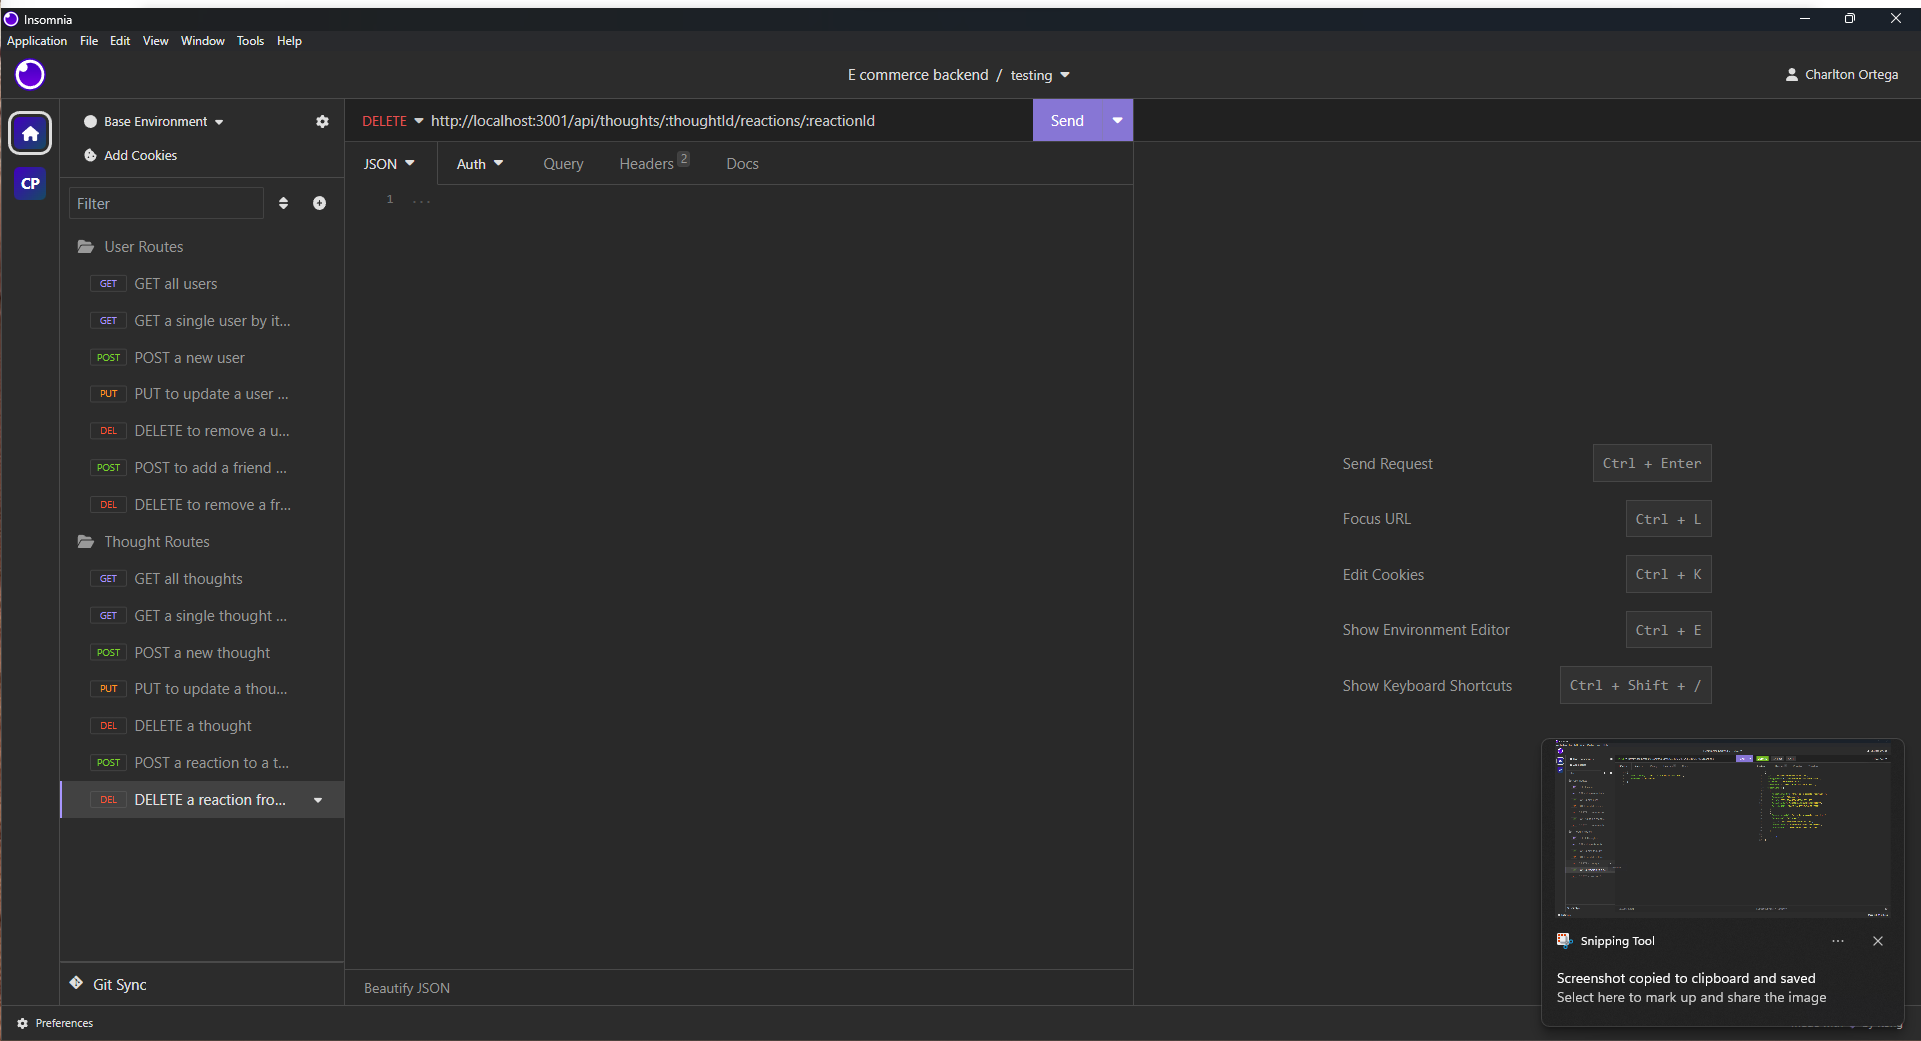 Insomnia
Application File Edit View Window Tools Help
E commerce backend / testing
Charlton Ortega
Base Environment
Add Cookies
CP
Filter
User Routes
GET GET all users
GET GET a single user by it...
POST POST a new user
PUT PUT to update a user ...
DEL DELETE to remove a u...
POST POST to add a friend ...
DEL DELETE to remove a fr...
Thought Routes
GET GET all thoughts
GET GET a single thought ...
POST POST a new thought
PUT PUT to update a thou...
DEL DELETE a thought
POST POST a reaction to a t...
DEL DELETE a reaction fro...
Git Sync
Preferences
DELETE http://localhost:3001/api/thoughts/:thoughtId/reactions/:reactionId
Send
JSON Auth Query Headers 2 Docs
1 ...
Beautify JSON
Send Request Ctrl + Enter
Focus URL Ctrl + L
Edit Cookies Ctrl + K
Show Environment Editor Ctrl + E
Show Keyboard Shortcuts Ctrl + Shift + /
Snipping Tool
Screenshot copied to clipboard and saved
Select here to mark up and share the image